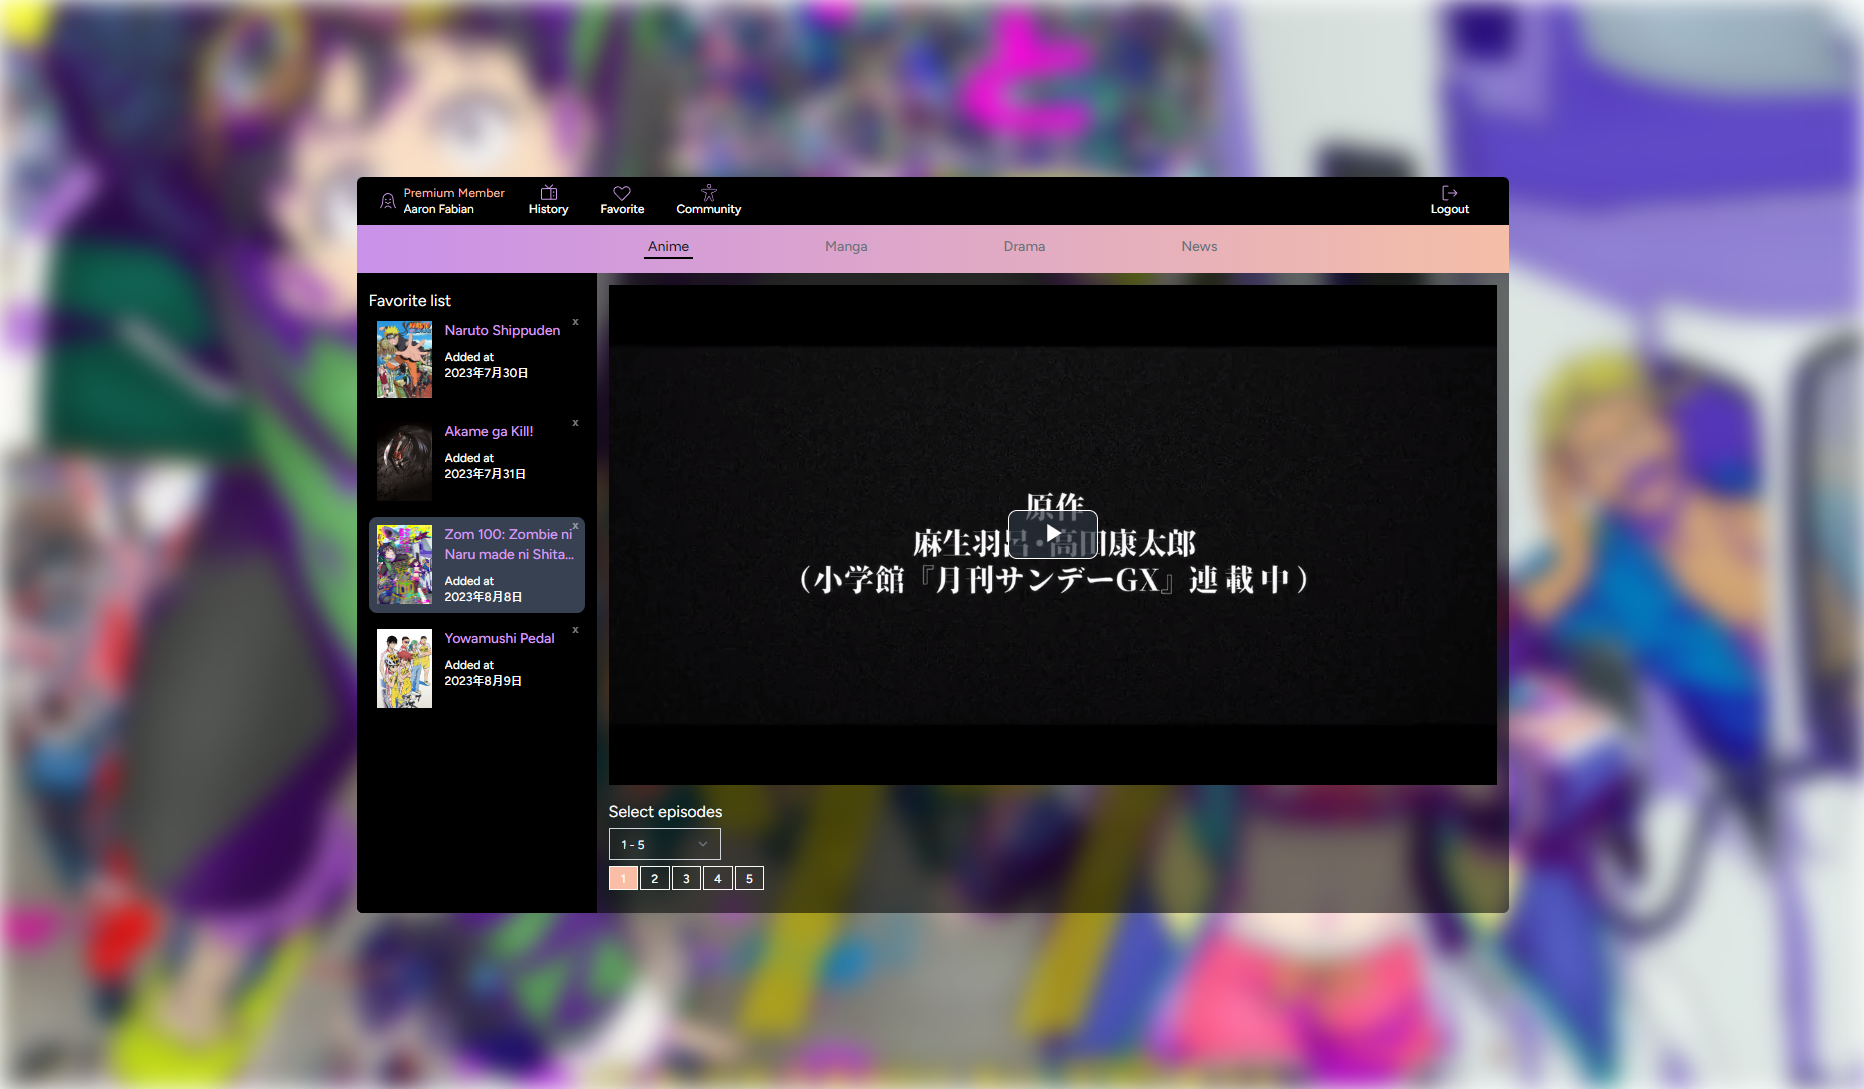 Premium Member
Aaron Fabian
History
Favorite
Community
Logout
Anime
Manga
Drama
News
Favorite list
Naruto Shippuden
x
Added at
2023年7月30日
Akame ga Kill!
x
Added at
2023年7月31日
Zom 100: Zombie ni
x
Naru made ni Shita...
Added at
2023年8月8日
Yowamushi Pedal
x
Added at
2023年8月9日
原作
麻生羽呂・高田康太郎
（小学館『月刊サンデーGX』連載中）
Select episodes
1 - 5
1
2
3
4
5
と